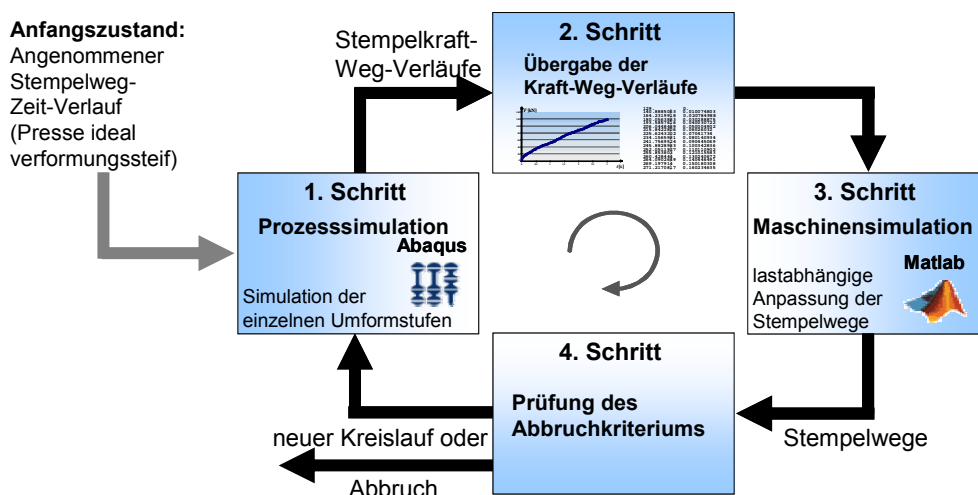 Anfangszustand:
Angenommener
Stempelweg-
Zeit-Verlauf
(Presse ideal
verformungssteif)
Stempelkraft-
Weg-Verläufe
2. Schritt
Übergabe der
Kraft-Weg-Verläufe
1. Schritt
Prozesssimulation
Abaqus
Simulation der
einzelnen Umformstufen
3. Schritt
Maschinensimulation
Matlab
lastabhängige
Anpassung der
Stempelwege
4. Schritt
Prüfung des
Abbruchkriteriums
Stempelwege
neuer Kreislauf oder
Abbruch